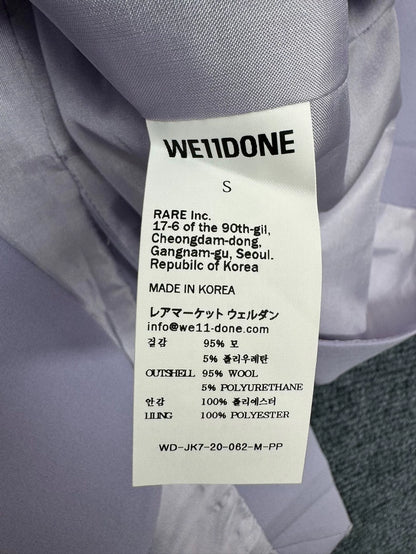 WE11DONE
S
RARE Inc.
17-6 of the 90th-gil,
Cheongdam-dong,
Gangnam-gu, Seoul.
Republic of Korea
MADE IN KOREA
レアマーケット ウェルダン
info@we11-done.com
겉감 95% 모
5% 폴리우레탄
OUTSHELL 95% WOOL
5% POLYURETHANE
안감 100% 폴리에스터
LILING 100% POLYESTER
WD-JK7-20-062-M-PP